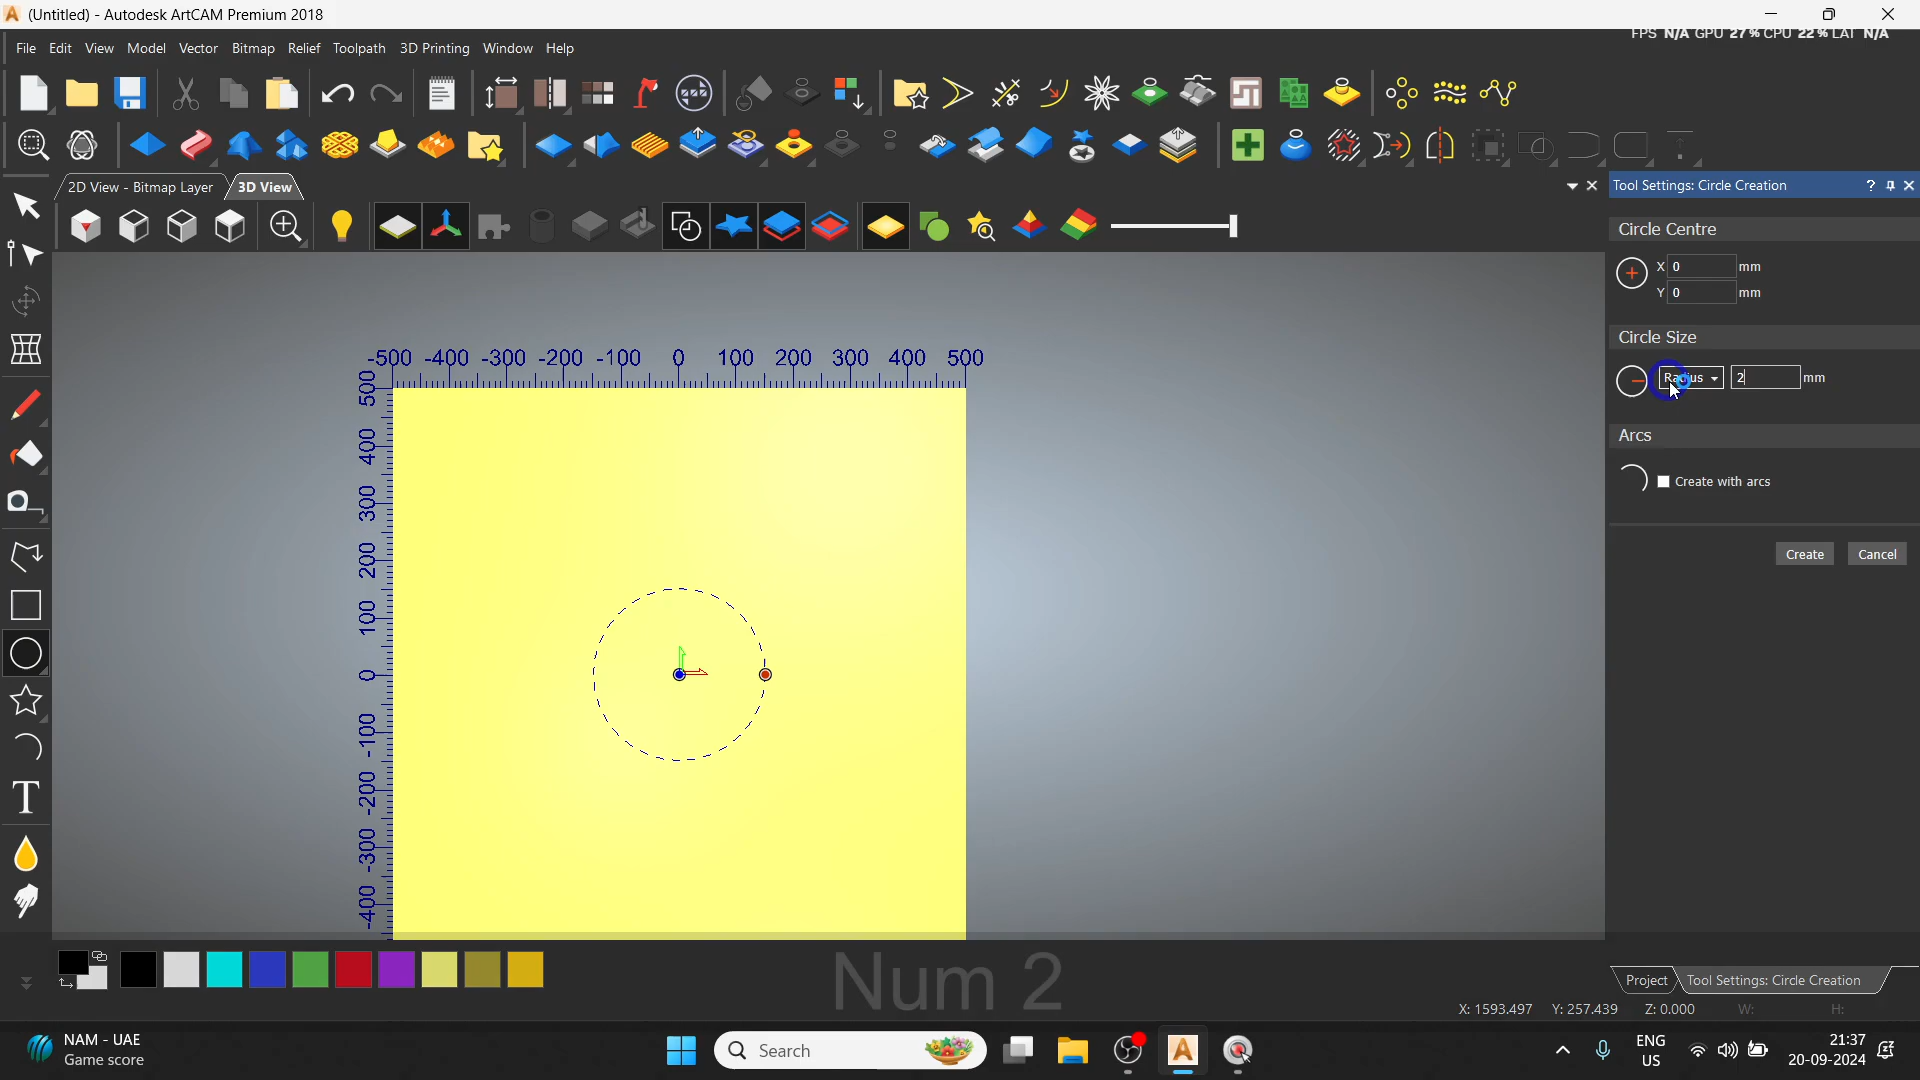 (Untitled) - Autodesk ArtCAM Premium 2018
FPS N/A GPU 27 % CPU 22 % LAT N/A
File Edit View Model Vector Bitmap Relief Toolpath 3D Printing Window Help
2D View - Bitmap Layer 3D View
Tool Settings: Circle Creation
Circle Centre
X 0 mm
Y 0 mm
Circle Size
Radius 2 mm
Arcs
Create with arcs
Create Cancel
-500 -400 -300 -200 -100 0 100 200 300 400 500
500
400
300
200
100
0
-100
-200
-300
-400
T
Num 2
Project Tool Settings: Circle Creation
X: 1593.497 Y: 257.439 Z: 0.000 W: H:
NAM - UAE
Game score
Search
ENG
US
21:37
20-09-2024